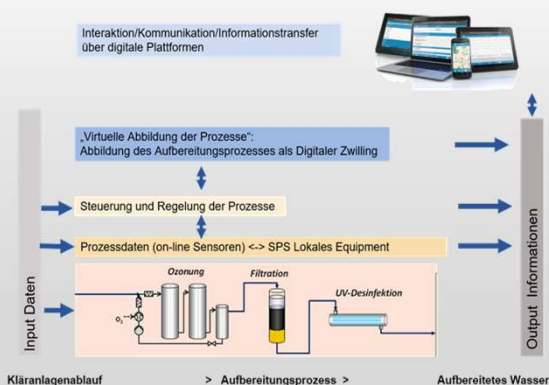 Interaktion/Kommunikation/Informationstransfer
über digitale Plattformen
„Virtuelle Abbildung der Prozesse“:
Abbildung des Aufbereitungsprozesses als Digitaler Zwilling
Steuerung und Regelung der Prozesse
Prozessdaten (on-line Sensoren) <-> SPS Lokales Equipment
Input Daten
Ozonung
Filtration
UV-Desinfektion
O₃
Output Informationen
Kläranlagenablauf > Aufbereitungsprozess > Aufbereitetes Wasser